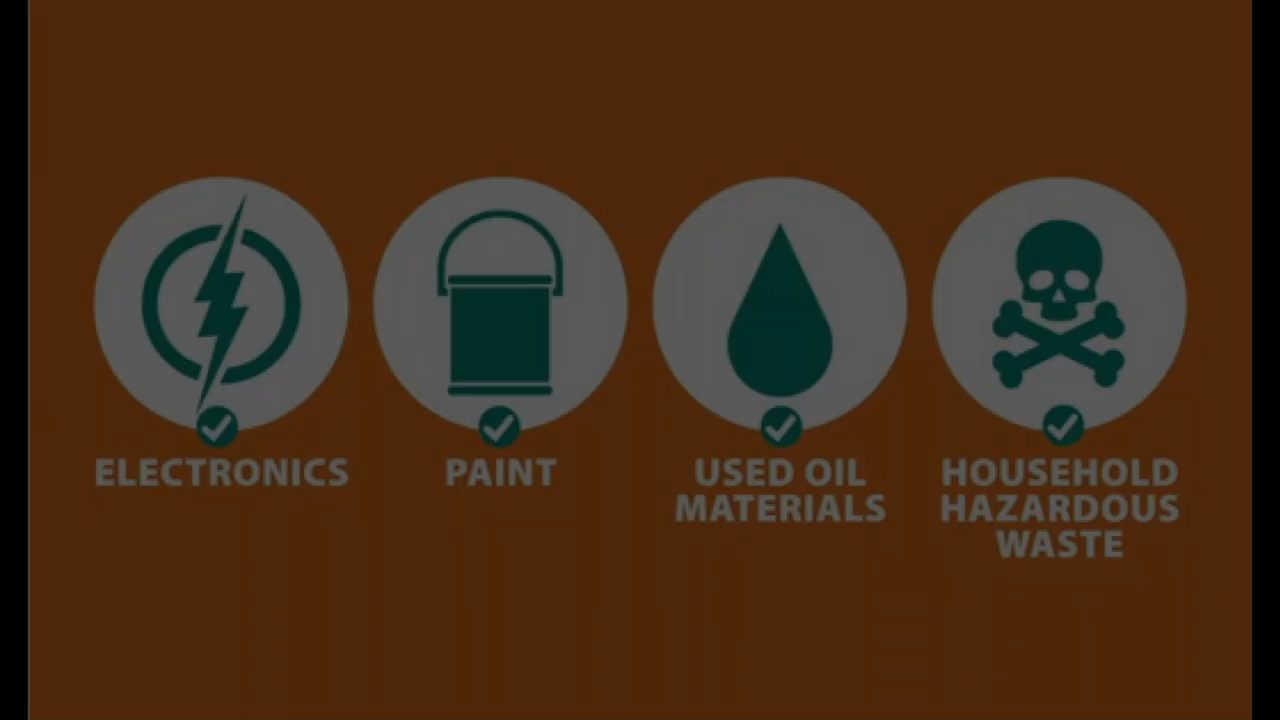 ELECTRONICS
PAINT
USED OIL
MATERIALS
HOUSEHOLD
HAZARDOUS
WASTE